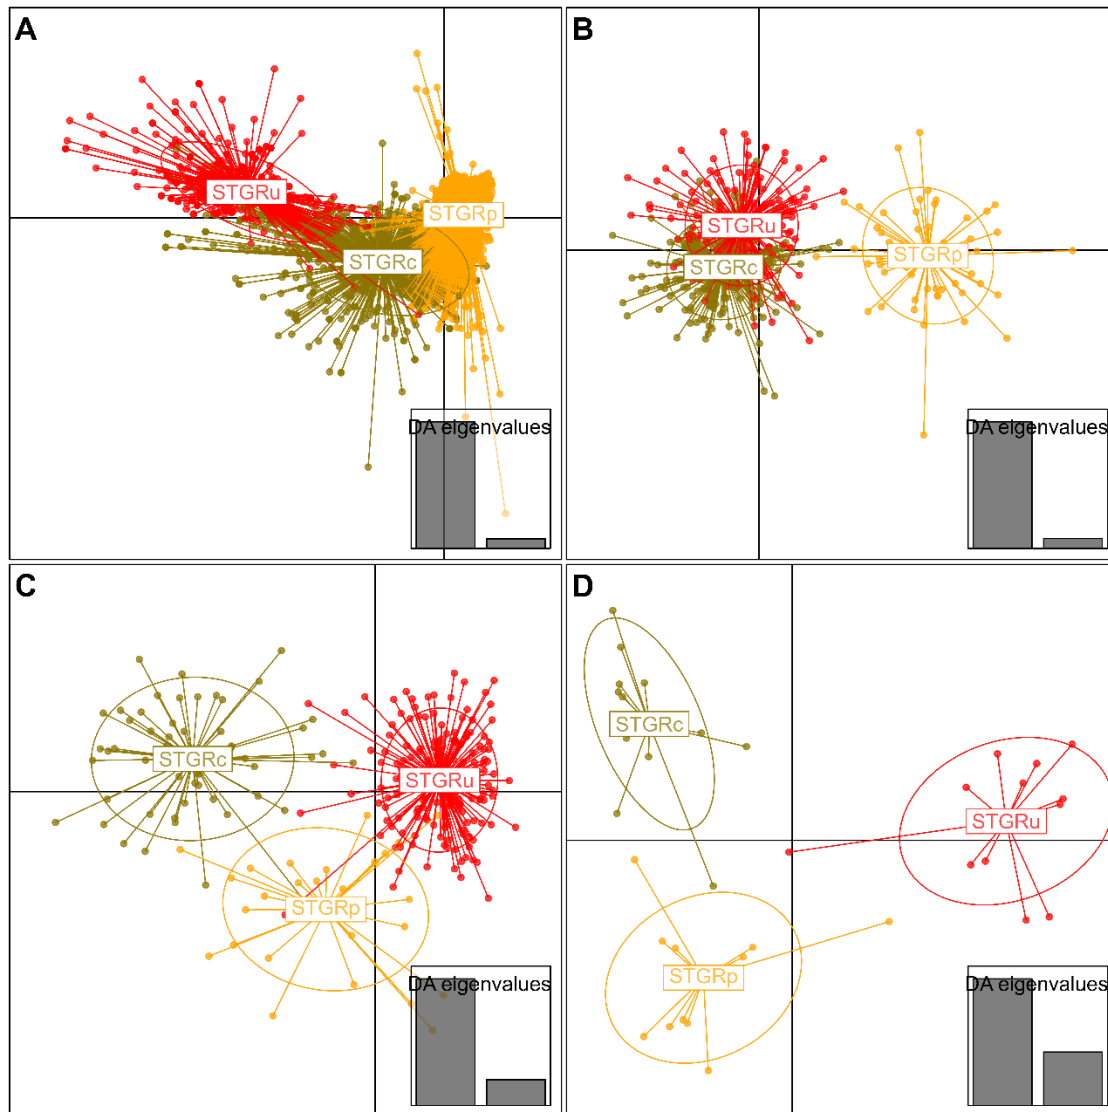 A
STGRu
STGRp
STGRc
DA eigenvalues
B
STGRu
STGRc
STGRp
DA eigenvalues
C
STGRc
STGRu
STGRp
DA eigenvalues
D
STGRc
STGRu
STGRp
DA eigenvalues